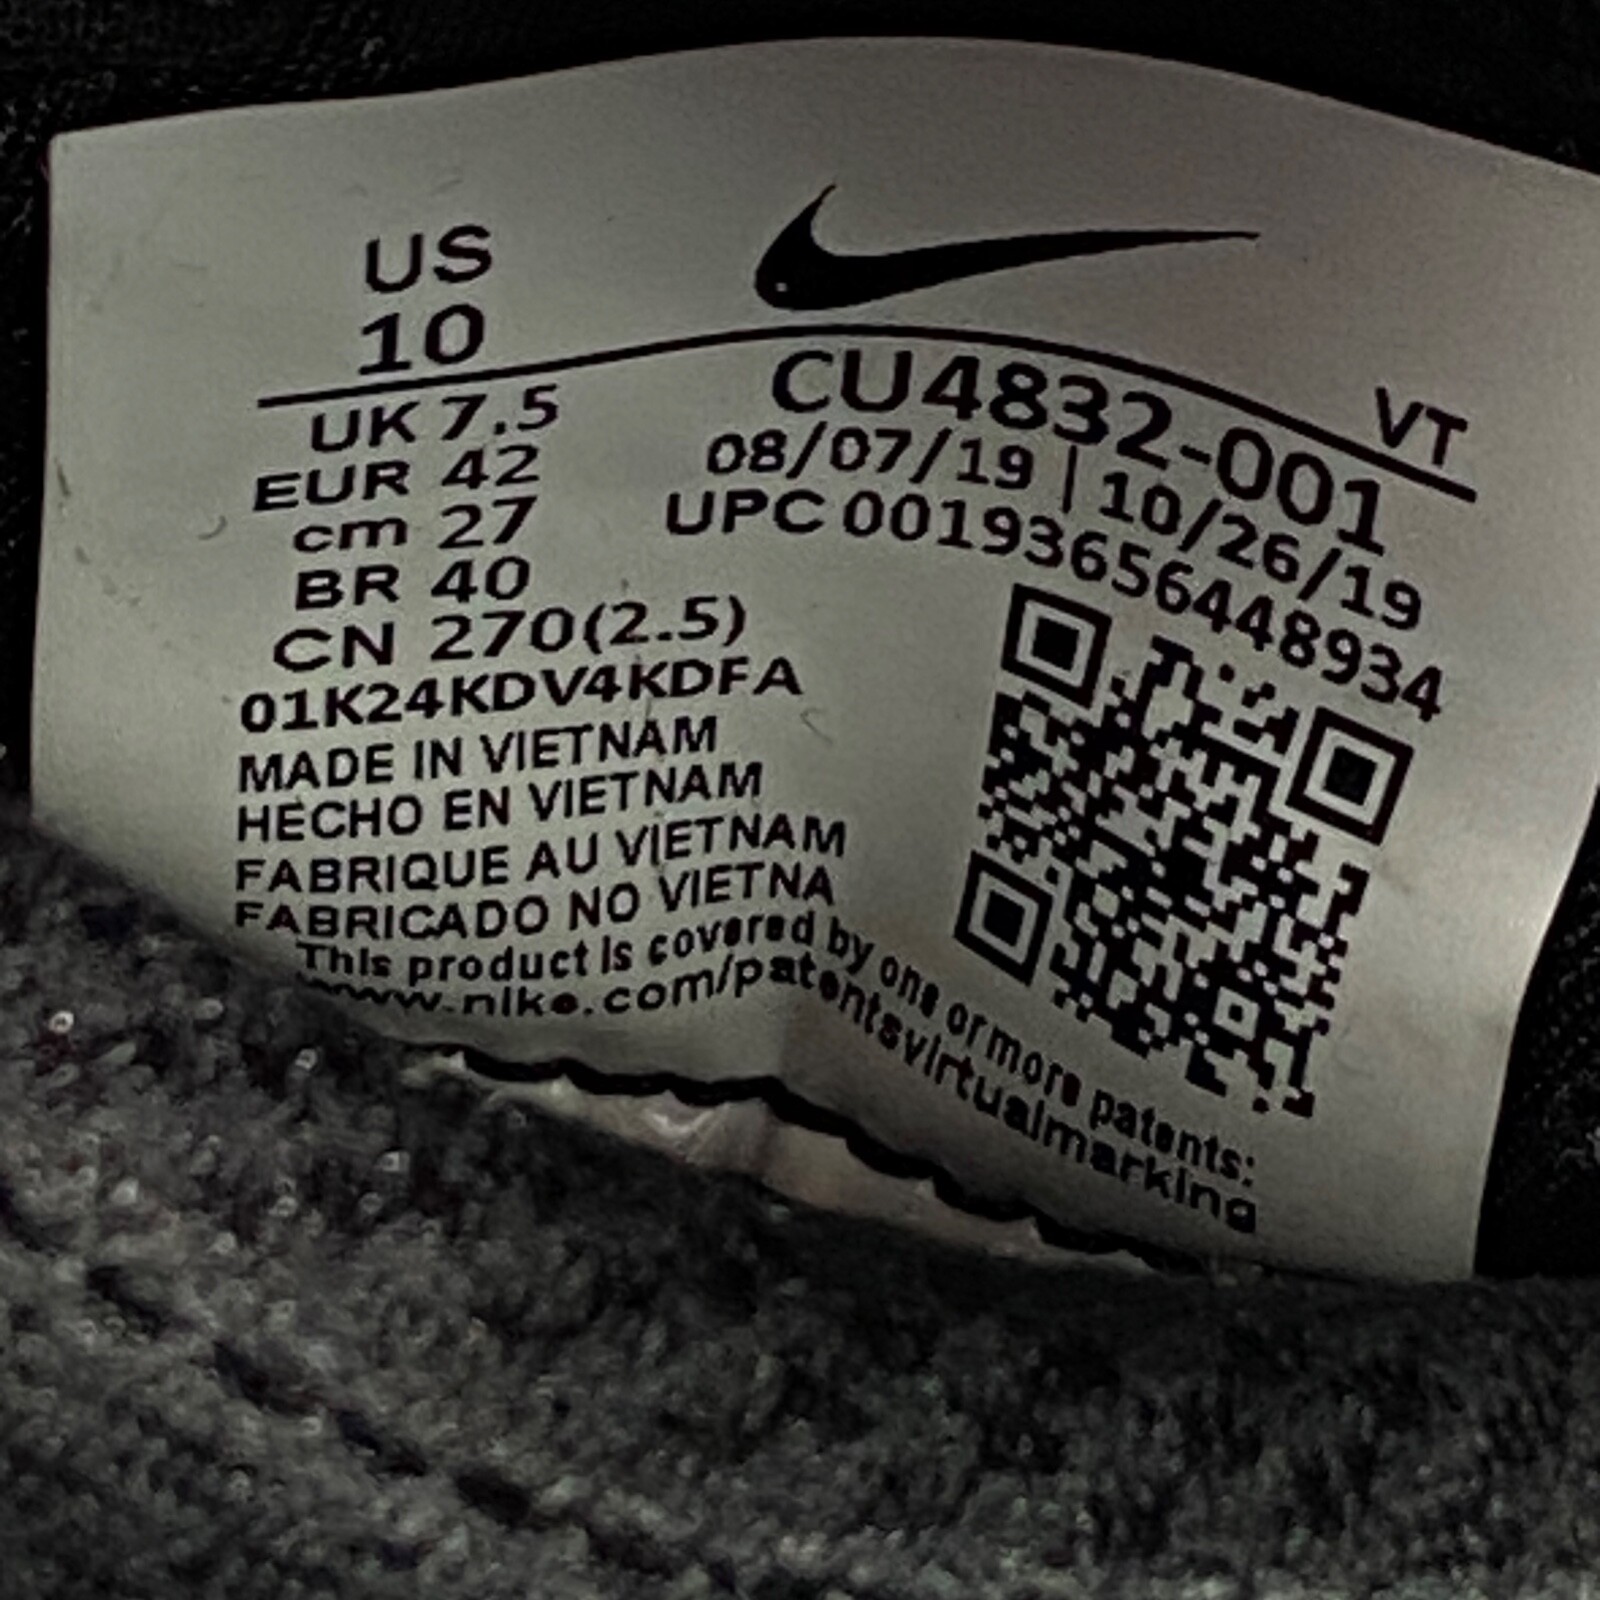 US
10
UK 7.5
EUR 42
cm 27
BR 40
CN 270(2.5)
01K24KDV4KDFA
MADE IN VIETNAM
HECHO EN VIETNAM
FABRIQUE AU VIETNAM
FABRICADO NO VIETNA
VT
CU4832-001
08/07/19 | 10/26/19
UPC 00193656448934
This product is covered by one or more patents:
www.nike.com/patentsvirtualmarking